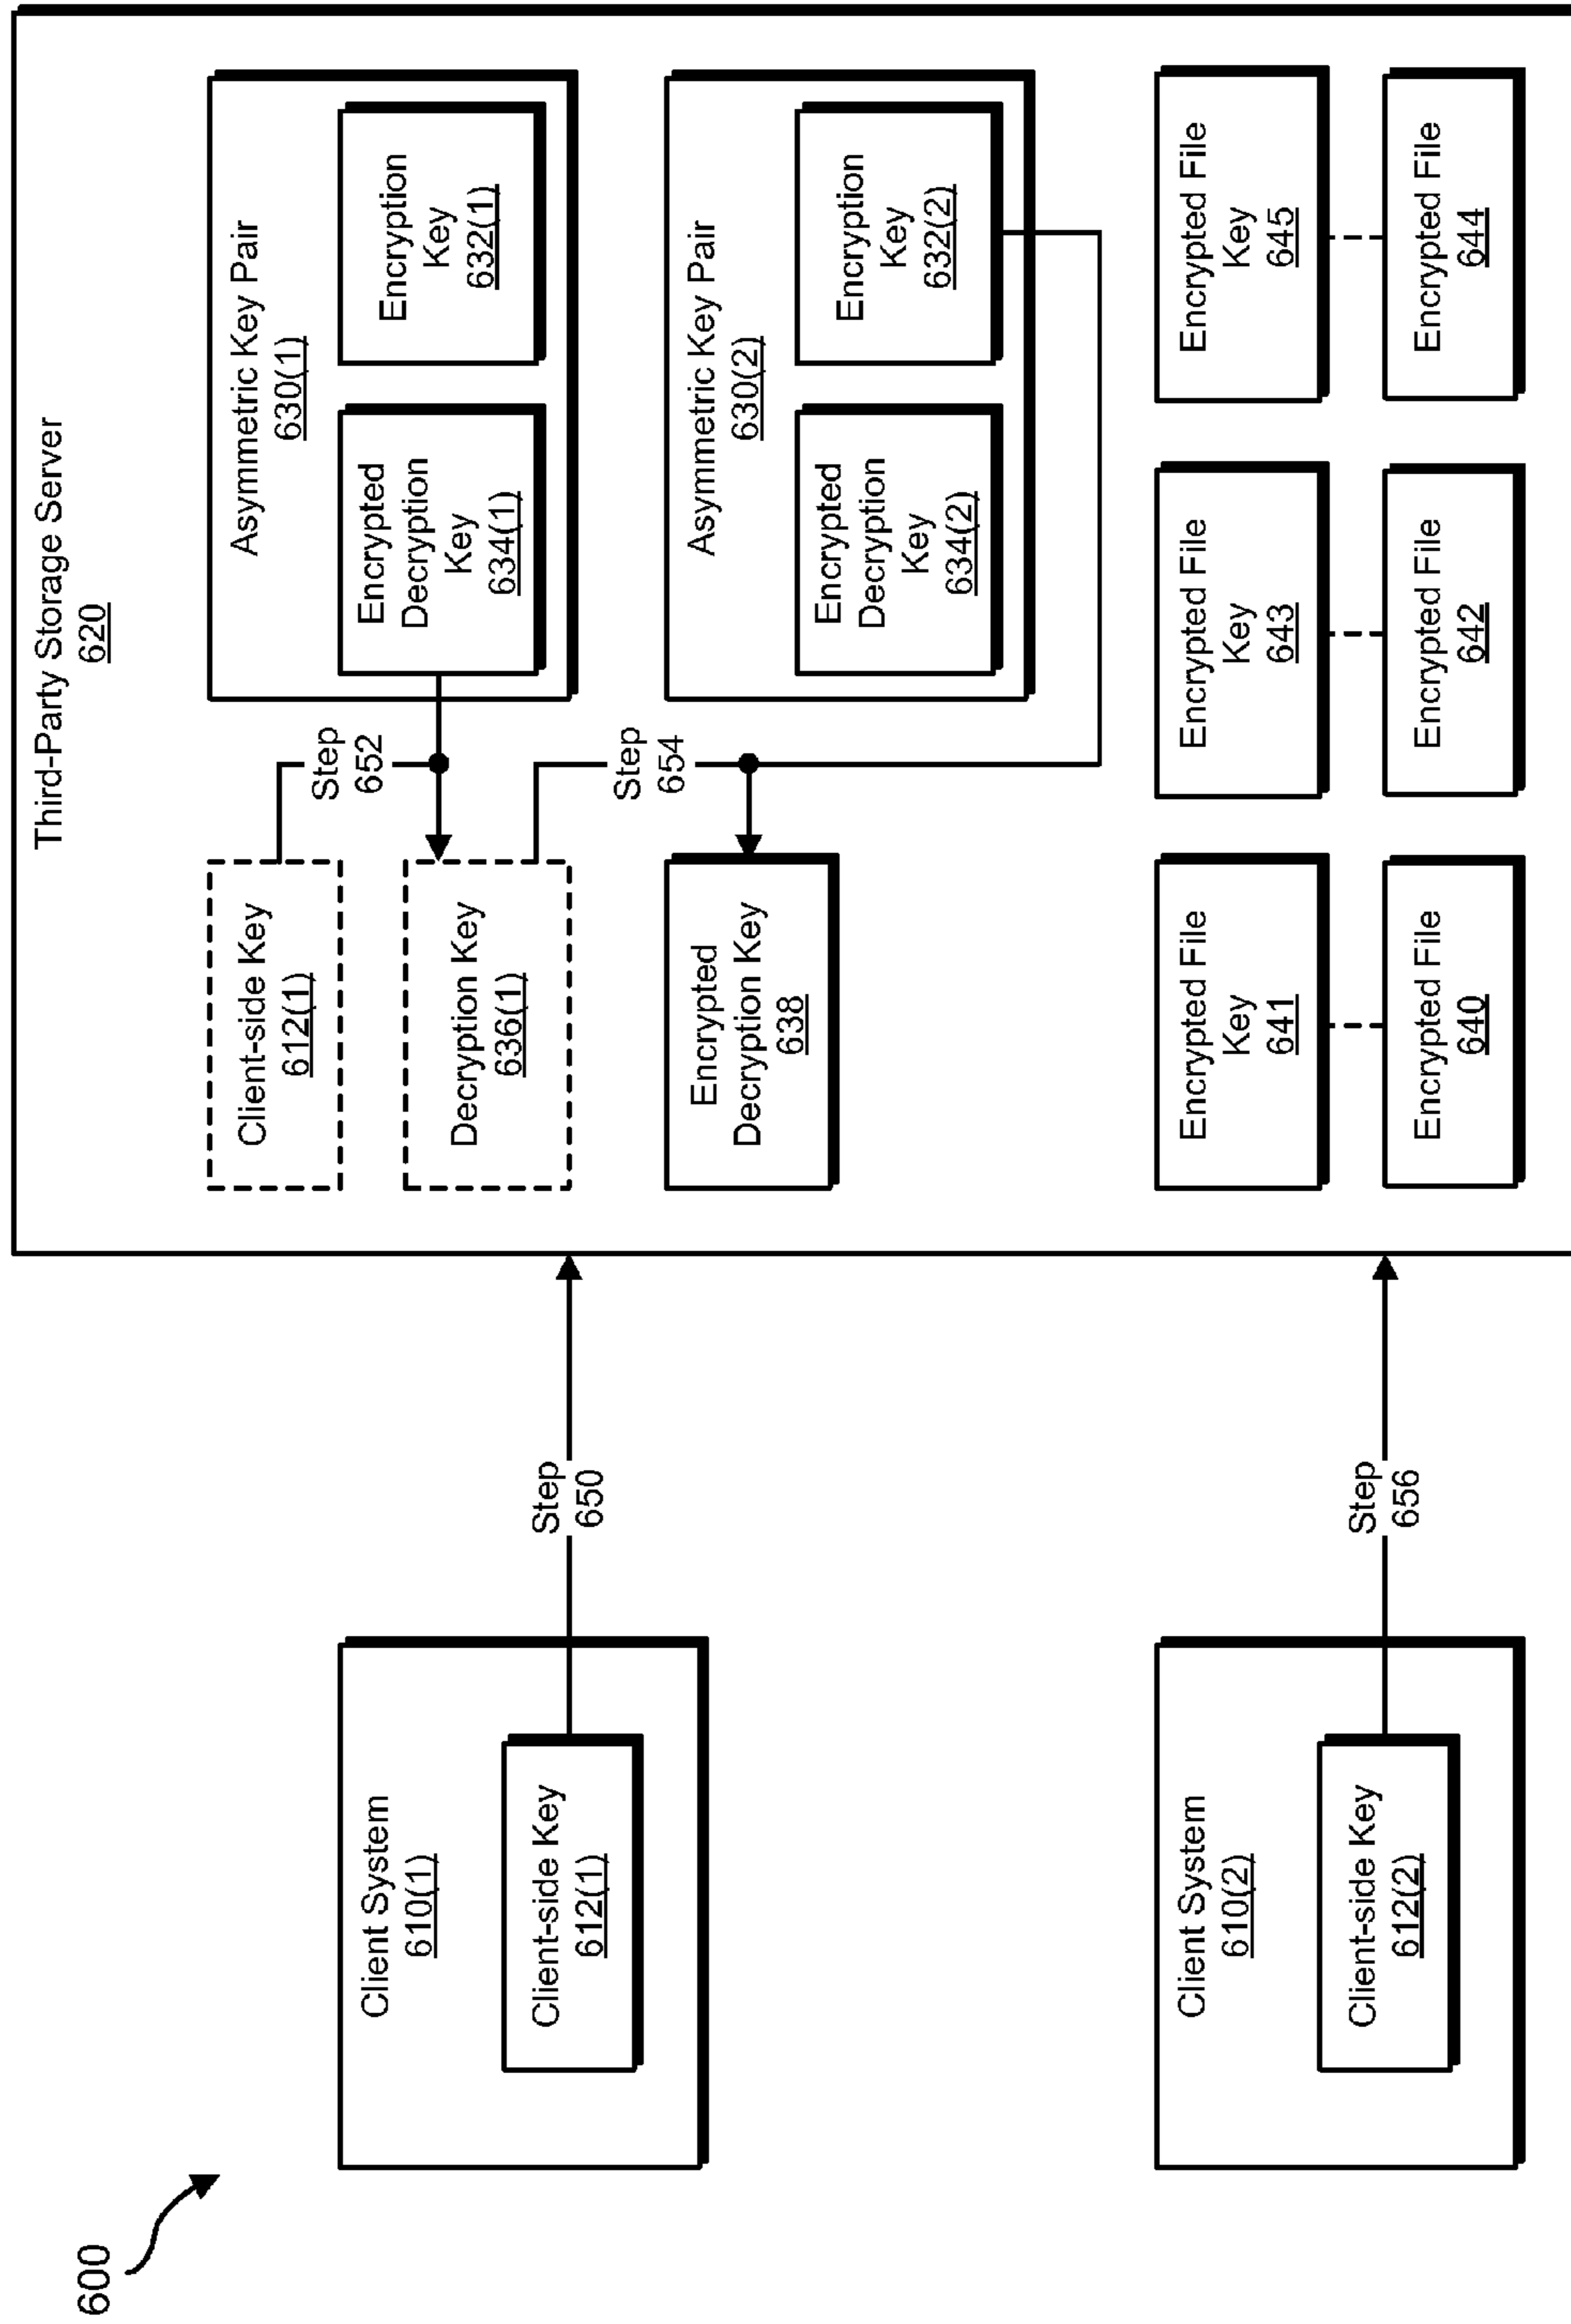 600
Client System
610(1)
Client-side Key
612(1)
Client System
610(2)
Client-side Key
612(2)
Step
650
Step
656
Third-Party Storage Server
620
Client-side Key
612(1)
Step
652
Decryption Key
636(1)
Step
654
Encrypted
Decryption Key
638
Asymmetric Key Pair
630(1)
Encrypted
Decryption
Key
634(1)
Encryption
Key
632(1)
Asymmetric Key Pair
630(2)
Encrypted
Decryption
Key
634(2)
Encryption
Key
632(2)
Encrypted File
Key
641
Encrypted File
640
Encrypted File
Key
643
Encrypted File
642
Encrypted File
Key
645
Encrypted File
644